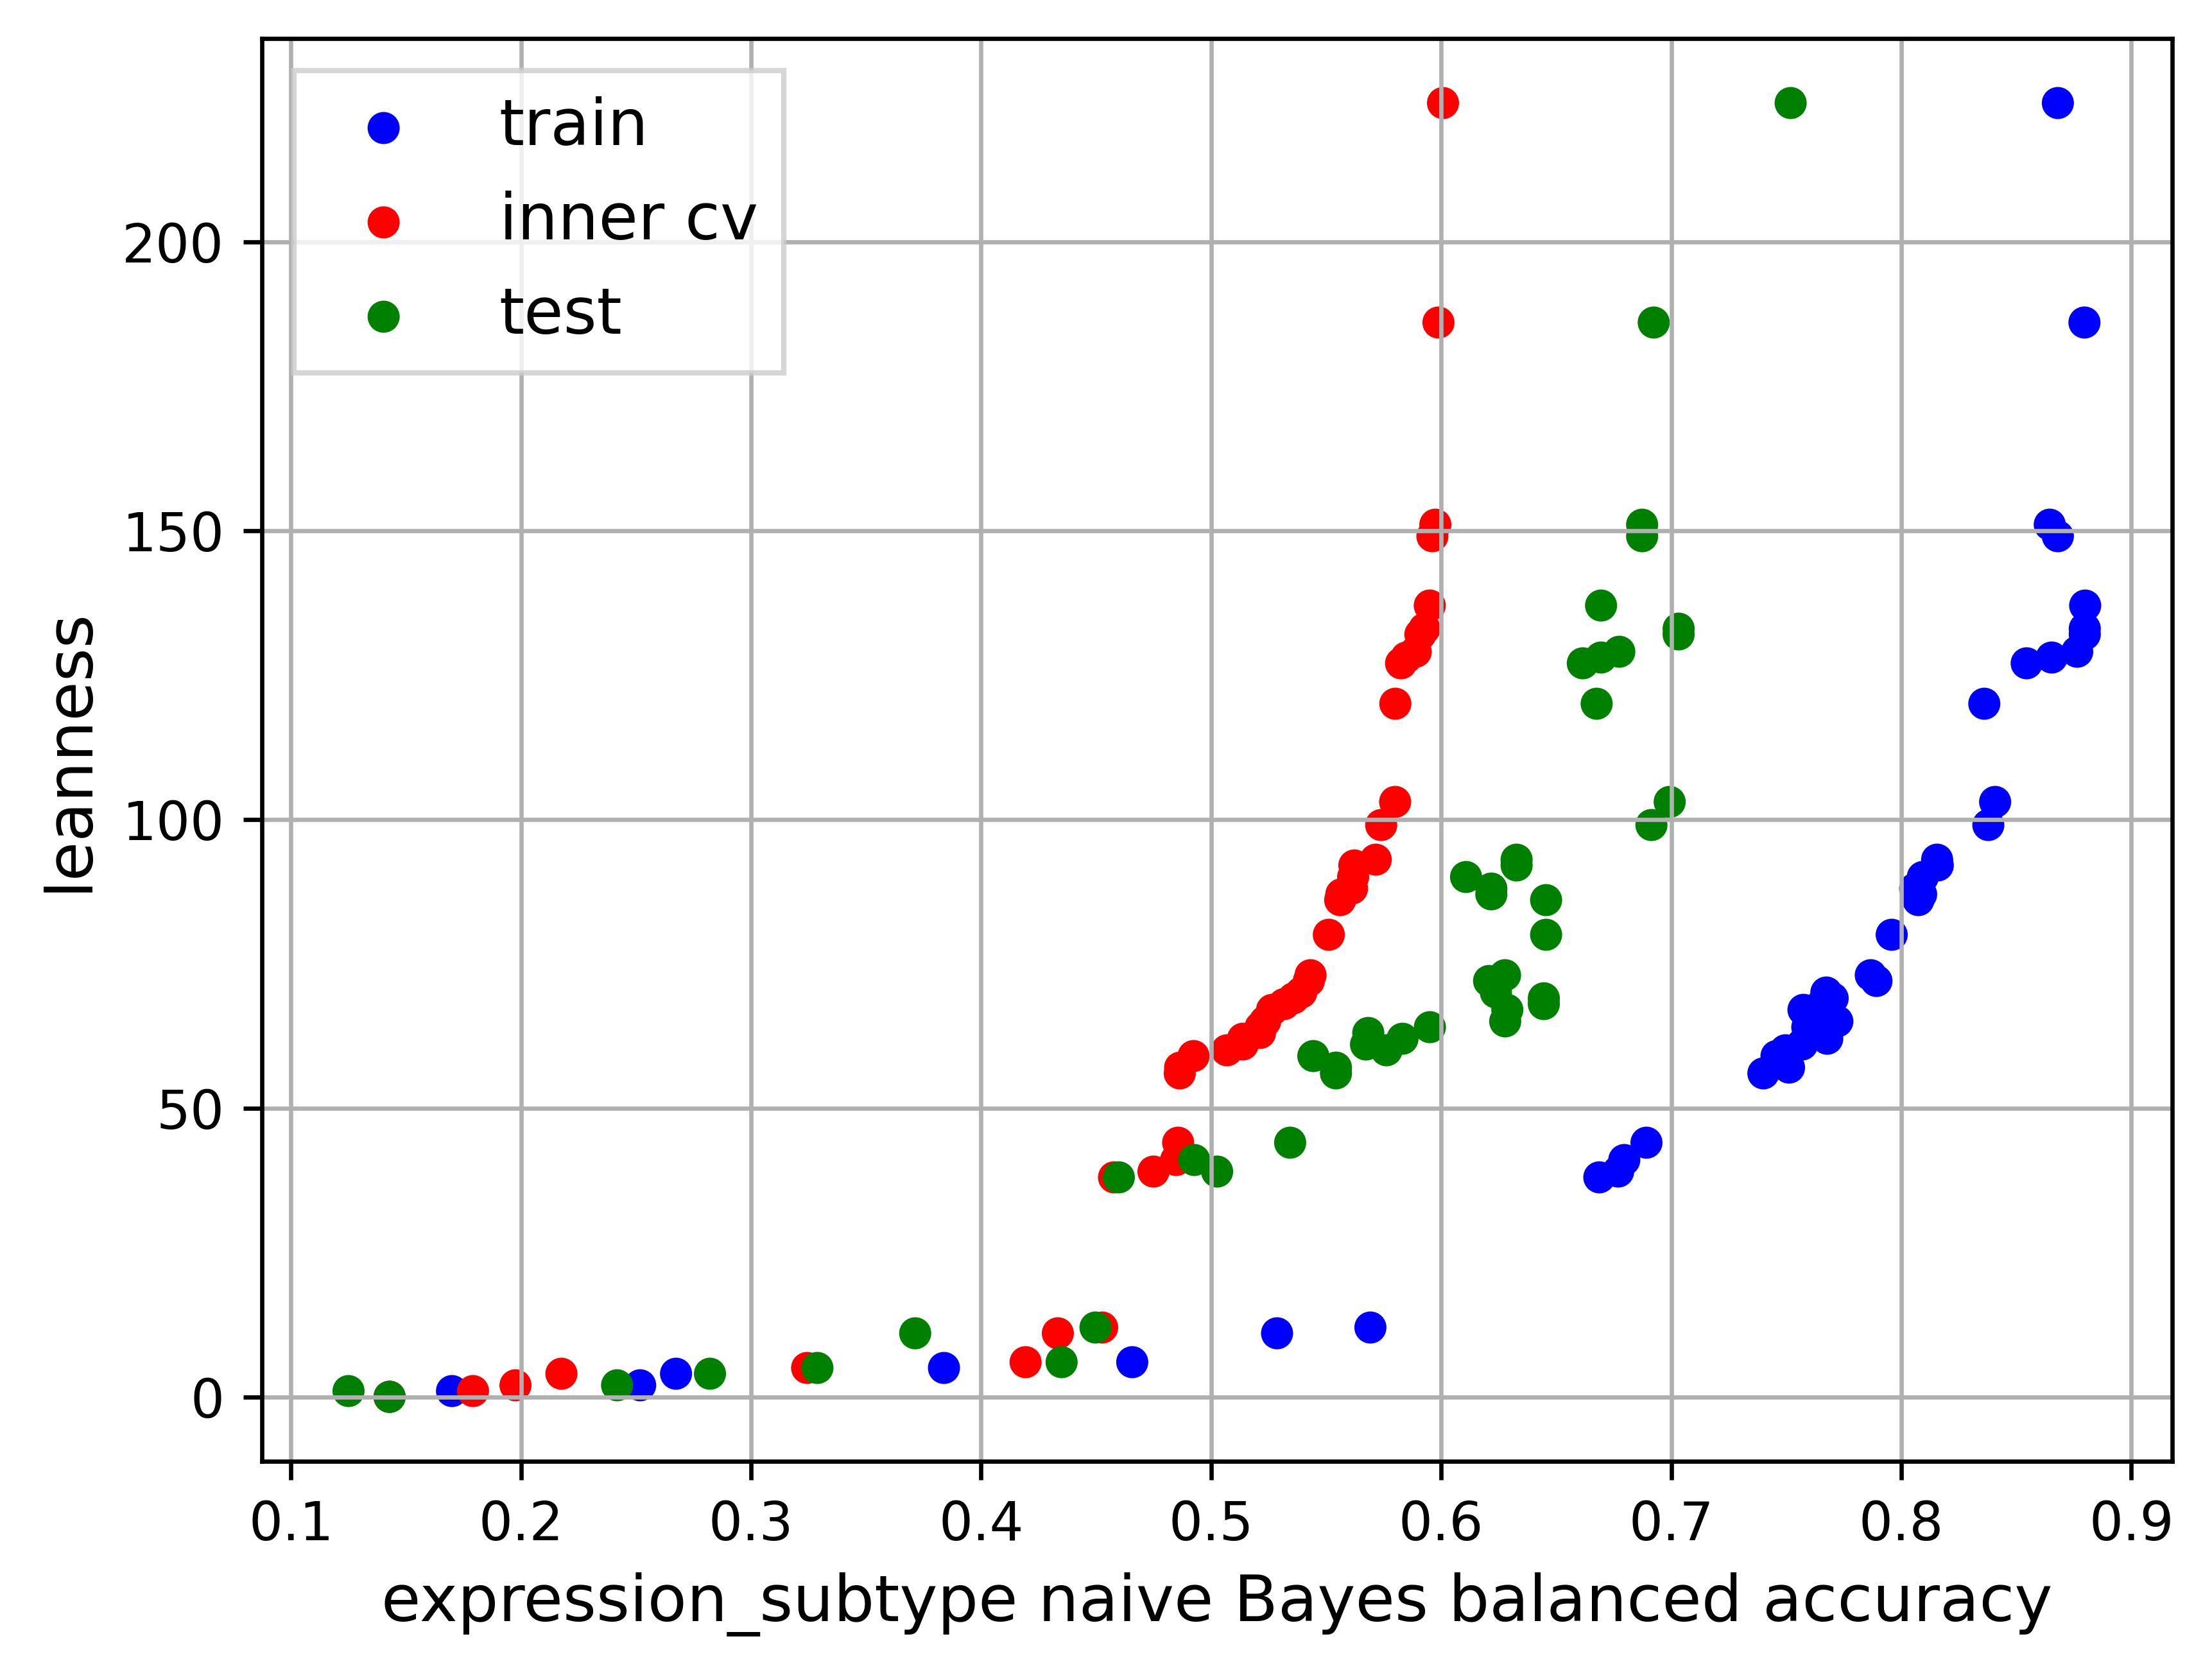 train
inner cv
test
200
150
100
50
0
leanness
0.1 0.2 0.3 0.4 0.5 0.6 0.7 0.8 0.9
expression_subtype naive Bayes balanced accuracy